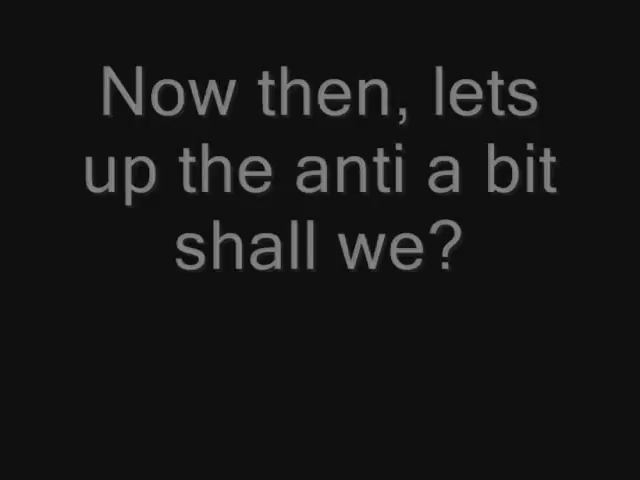 Now then, lets
up the anti a bit
shall we?